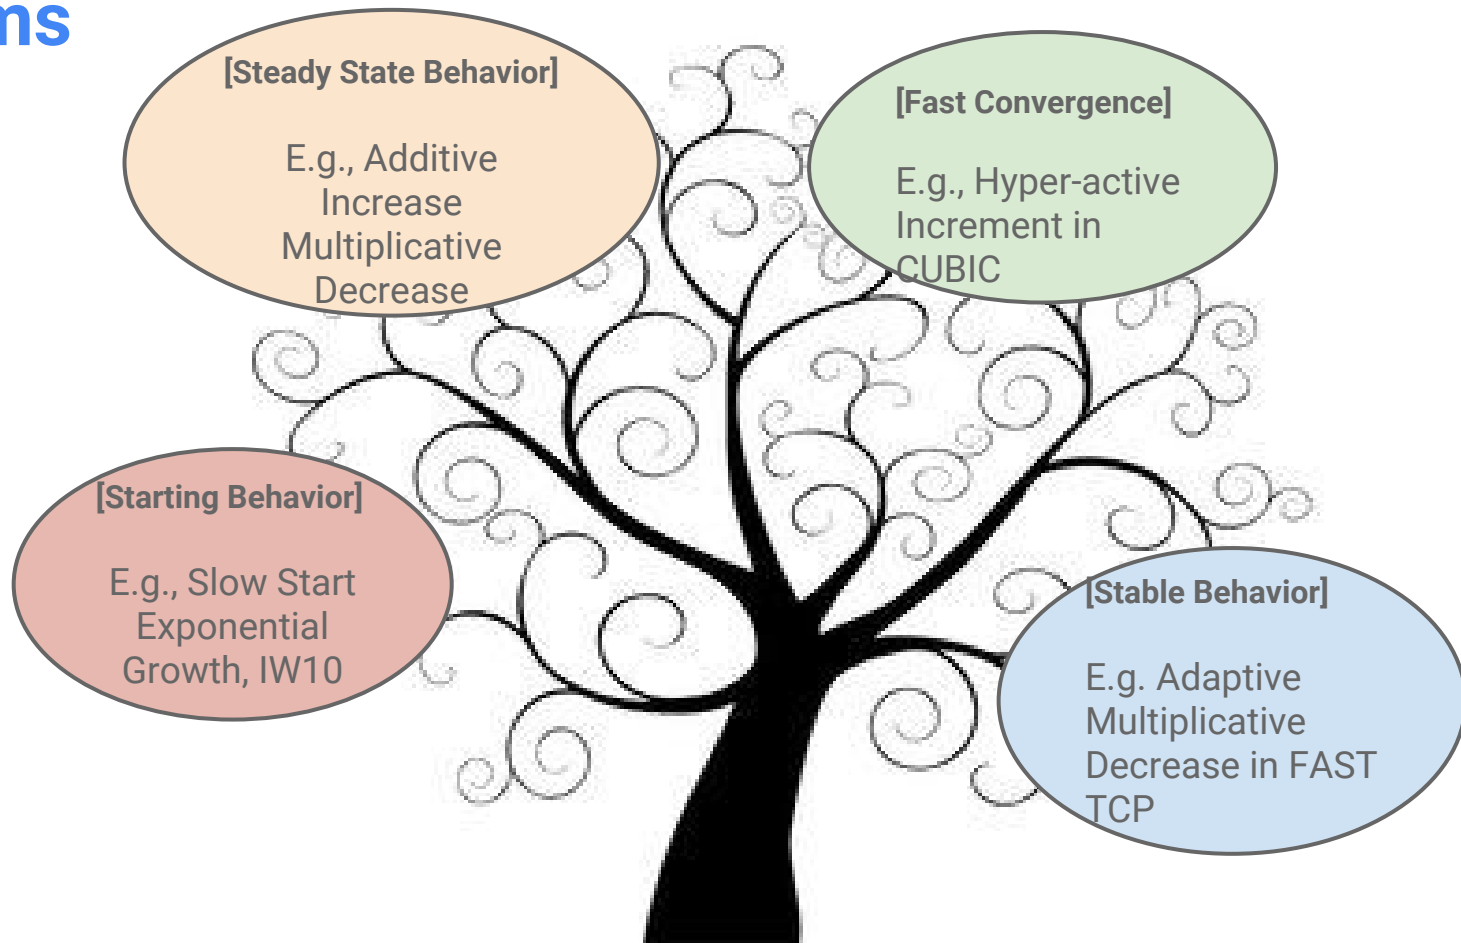 ms
[Steady State Behavior]
E.g., Additive
Increase
Multiplicative
Decrease
[Fast Convergence]
E.g., Hyper-active
Increment in
CUBIC
[Starting Behavior]
E.g., Slow Start
Exponential
Growth, IW10
[Stable Behavior]
E.g. Adaptive
Multiplicative
Decrease in FAST
TCP